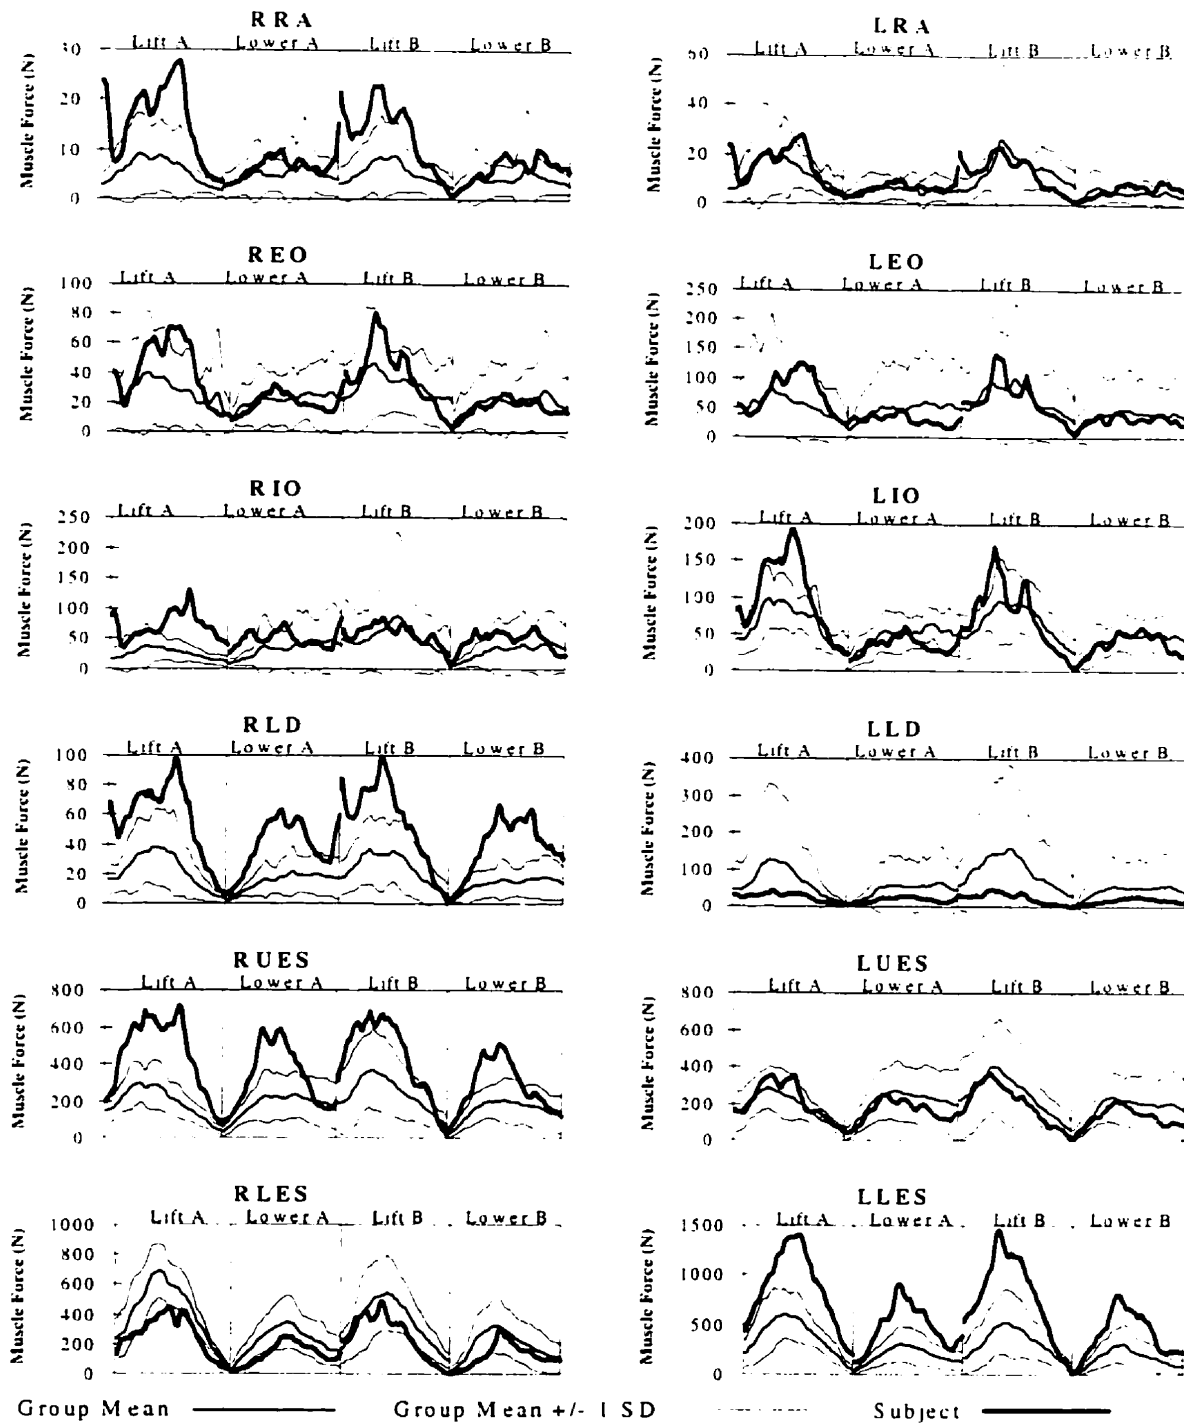 RRA
Lift A Lower A Lift B Lower B
Muscle Force (N)
30
20
10
0
LRA
Lift A Lower A Lift B Lower B
Muscle Force (N)
60
40
20
0
REO
Lift A Lower A Lift B Lower B
Muscle Force (N)
100
80
60
40
20
0
LEO
Lift A Lower A Lift B Lower B
Muscle Force (N)
250
200
150
100
50
0
RIO
Lift A Lower A Lift B Lower B
Muscle Force (N)
250
200
150
100
50
0
LIO
Lift A Lower A Lift B Lower B
Muscle Force (N)
200
150
100
50
0
RLD
Lift A Lower A Lift B Lower B
Muscle Force (N)
100
80
60
40
20
0
LLD
Lift A Lower A Lift B Lower B
Muscle Force (N)
400
300
200
100
0
RUES
Lift A Lower A Lift B Lower B
Muscle Force (N)
800
600
400
200
0
LUES
Lift A Lower A Lift B Lower B
Muscle Force (N)
800
600
400
200
0
RLES
Lift A Lower A Lift B Lower B
Muscle Force (N)
1000
800
600
400
200
0
LLES
Lift A Lower A Lift B Lower B
Muscle Force (N)
1500
1000
500
0
Group Mean Group Mean +/- 1 SD Subject